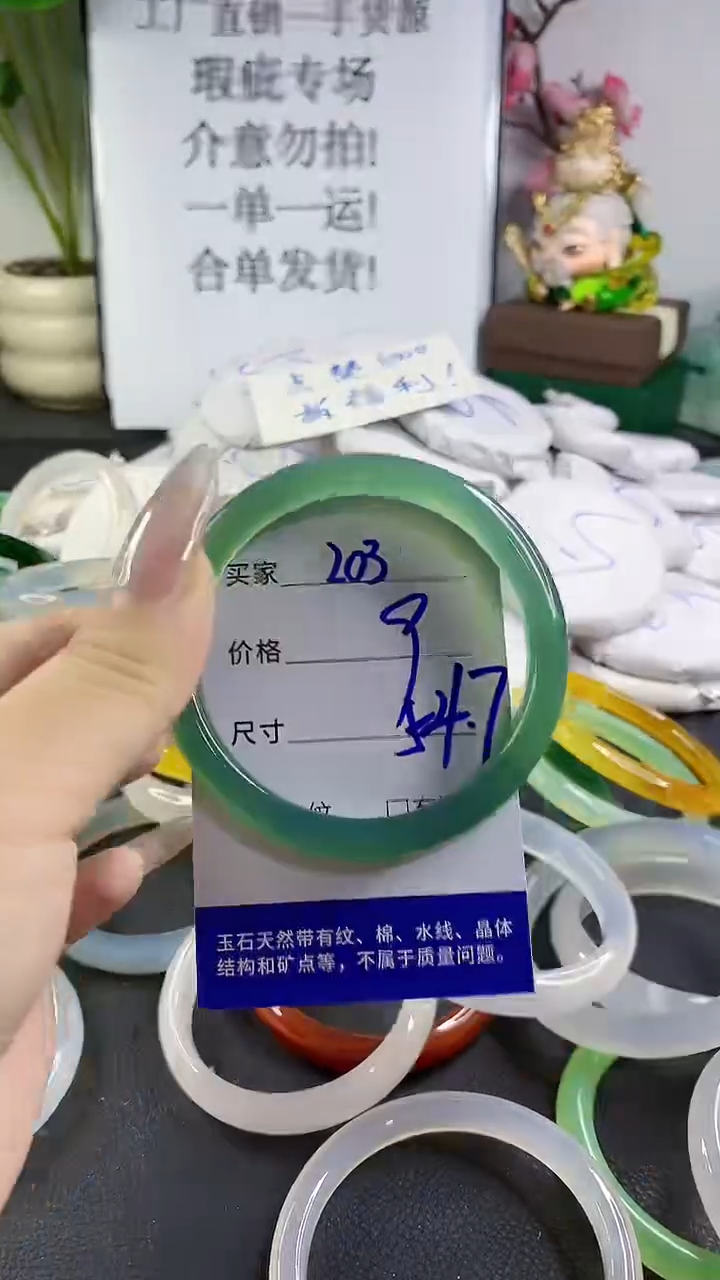 工厂直销一手货源
瑕疵专场
介意勿拍!
一单一运!
合单发货!
买家 203
价格 9
尺寸 54.7
纹
玉石天然带有纹、棉、水线、晶体
结构和矿点等，不属于质量问题。